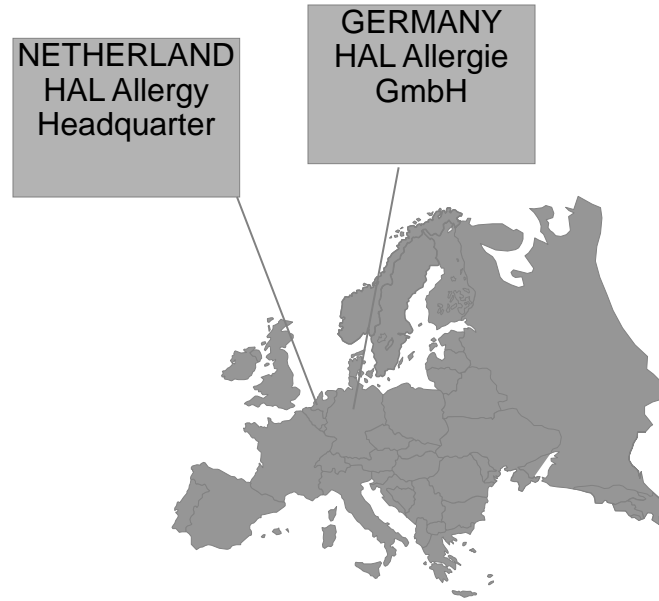 NETHERLAND
HAL Allergy
Headquarter
GERMANY
HAL Allergie
GmbH